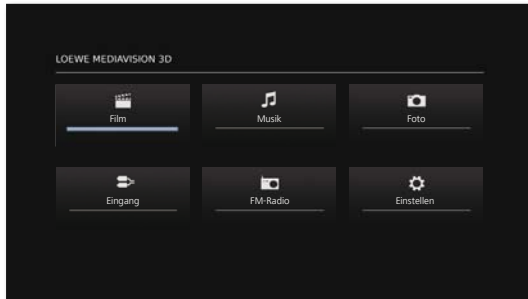 LOEWE MEDIAVISION 3D
Film Musik Foto
Eingang FM-Radio Einstellen